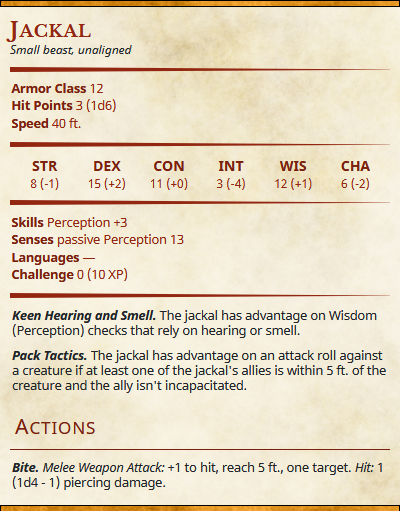 JACKAL
Small beast, unaligned
Armor Class 12
Hit Points 3 (1d6)
Speed 40 ft.
STR DEX CON INT WIS CHA
8 (-1) 15 (+2) 11 (+0) 3 (-4) 12 (+1) 6 (-2)
Skills Perception +3
Senses passive Perception 13
Languages —
Challenge 0 (10 XP)
Keen Hearing and Smell. The jackal has advantage on Wisdom
(Perception) checks that rely on hearing or smell.
Pack Tactics. The jackal has advantage on an attack roll against
a creature if at least one of the jackal's allies is within 5 ft. of the
creature and the ally isn't incapacitated.
ACTIONS
Bite. Melee Weapon Attack: +1 to hit, reach 5 ft., one target. Hit: 1
(1d4 - 1) piercing damage.